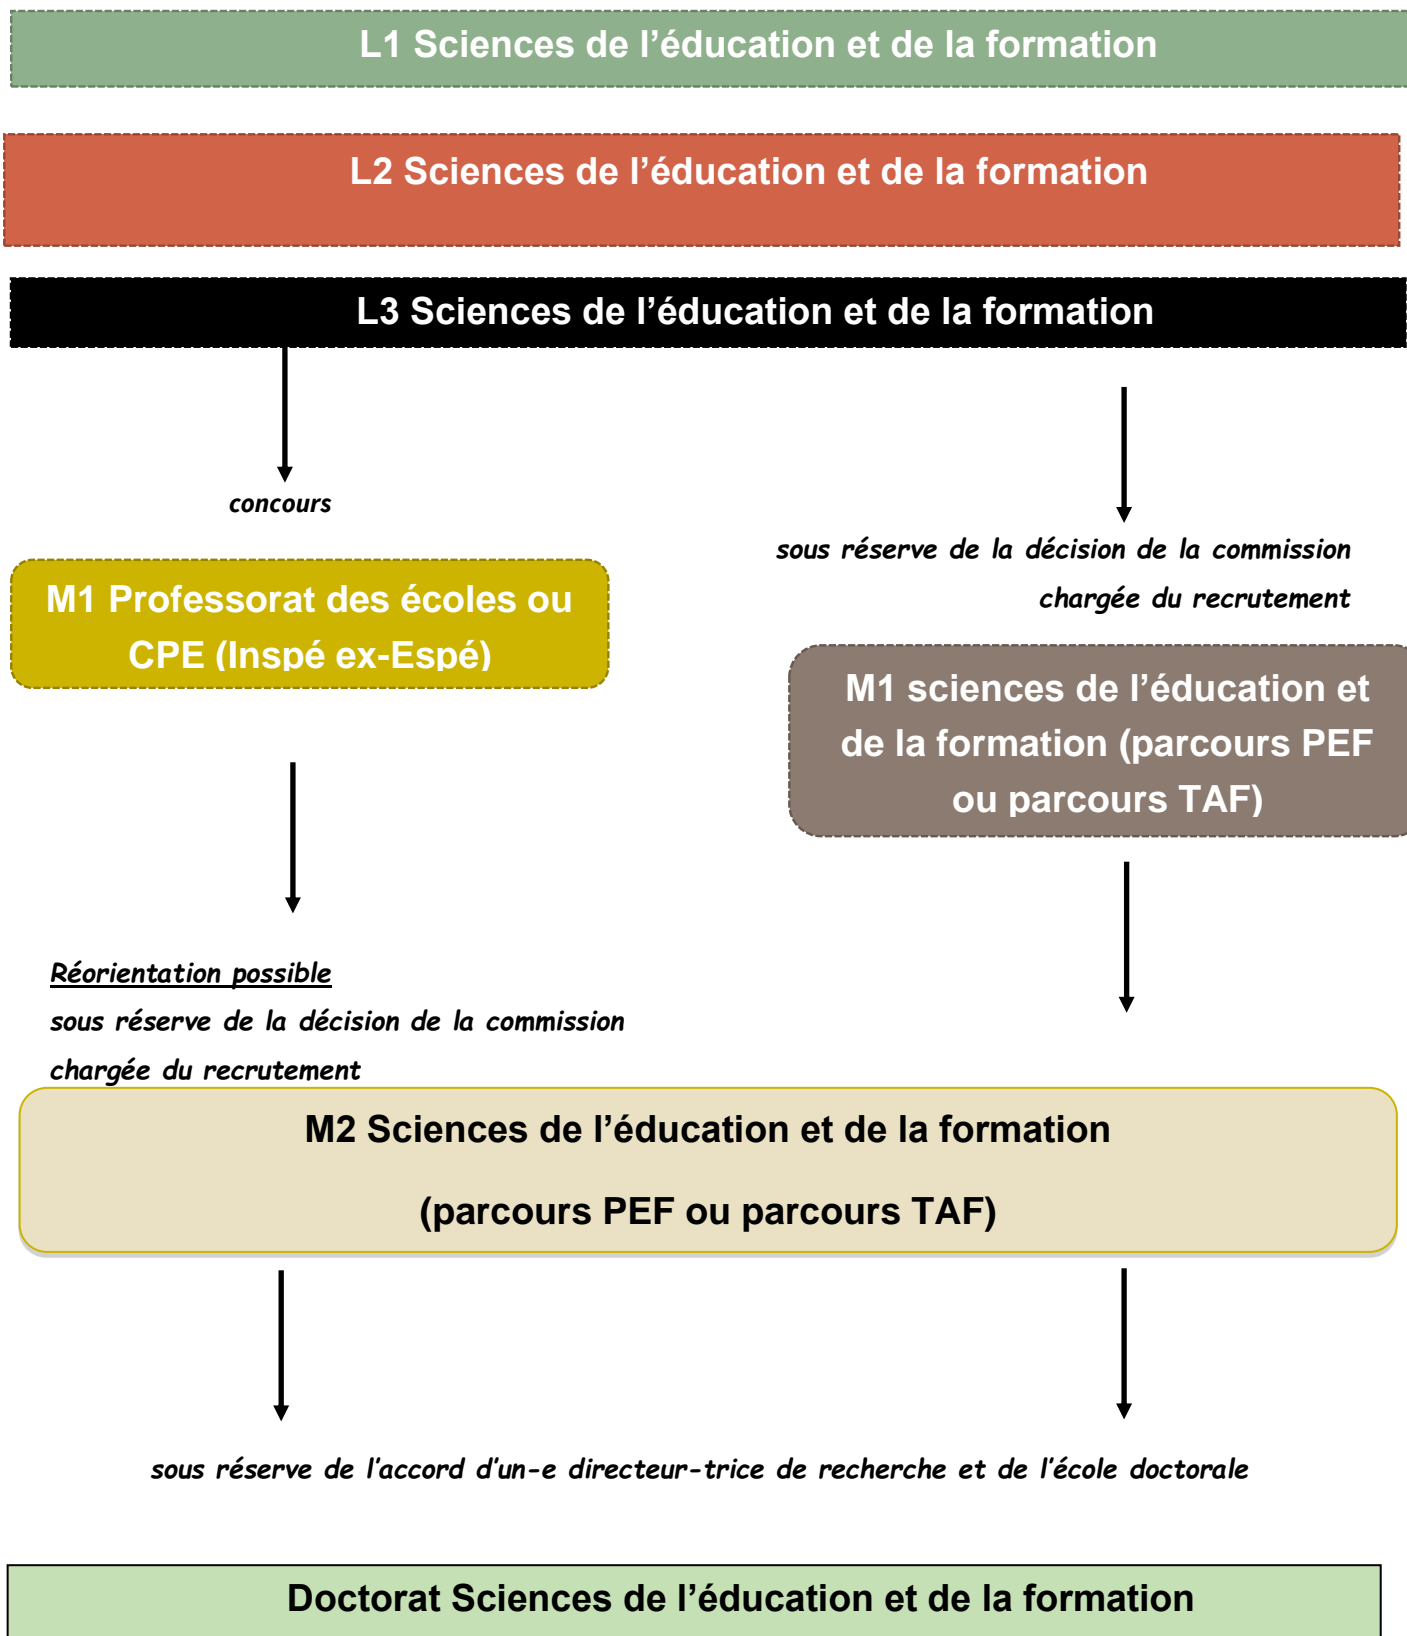 L1 Sciences de l’éducation et de la formation
L2 Sciences de l’éducation et de la formation
L3 Sciences de l’éducation et de la formation
concours
M1 Professorat des écoles ou
CPE (Inspé ex-Espé)
sous réserve de la décision de la commission
chargée du recrutement
M1 sciences de l’éducation et
de la formation (parcours PEF
ou parcours TAF)
Réorientation possible
sous réserve de la décision de la commission
chargée du recrutement
M2 Sciences de l’éducation et de la formation
(parcours PEF ou parcours TAF)
sous réserve de l’accord d’un-e directeur-trice de recherche et de l’école doctorale
Doctorat Sciences de l’éducation et de la formation